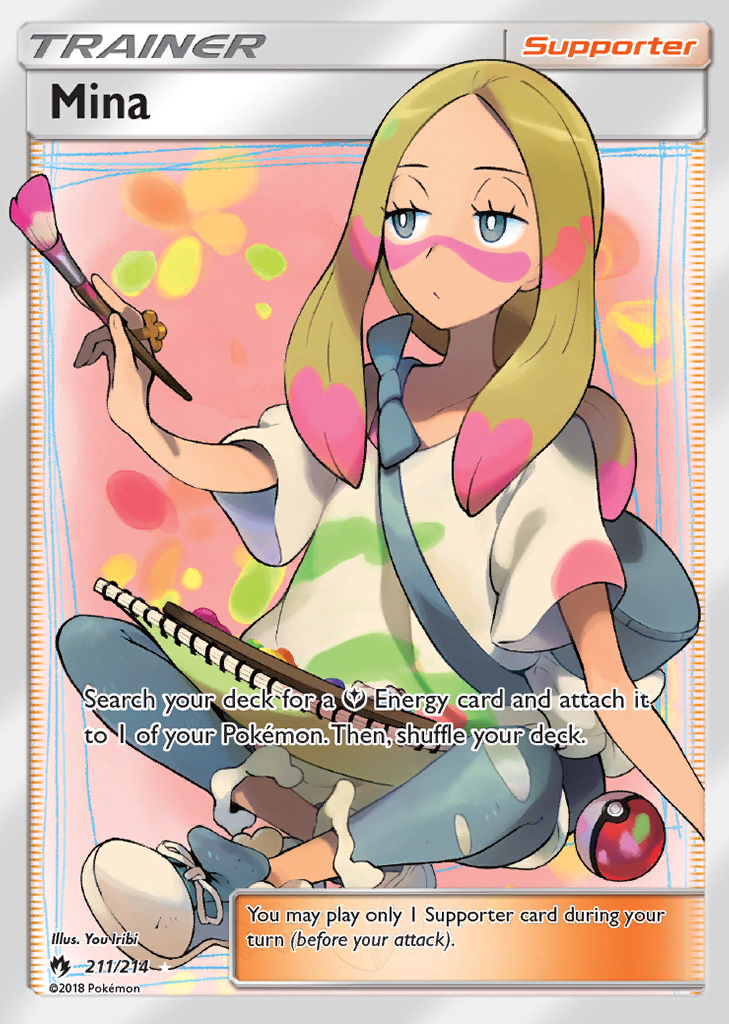 TRAINER
Supporter
Mina
Search your deck for a Energy card and attach it
to 1 of your Pokémon. Then, shuffle your deck.
You may play only 1 Supporter card during your
turn (before your attack).
Illus. You Iribi
211/214
©2018 Pokémon